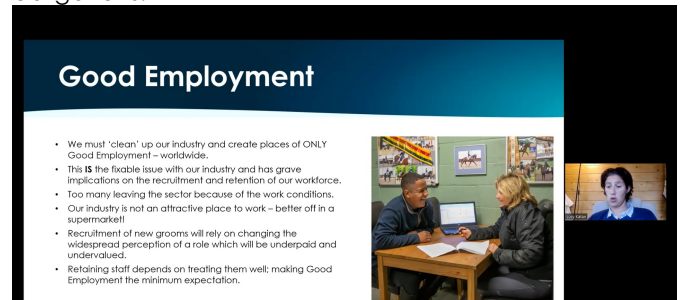 Good Employment
• We must ‘clean’ up our industry and create places of ONLY
Good Employment – worldwide.
• This IS the fixable issue with our industry and has grave
implications on the recruitment and retention of our workforce.
• Too many leaving the sector because of the work conditions.
• Our industry is not an attractive place to work – better off in a
supermarket!
• Recruitment of new grooms will rely on changing the
widespread perception of a role which will be underpaid and
undervalued.
• Retaining staff depends on treating them well; making Good
Employment the minimum expectation.